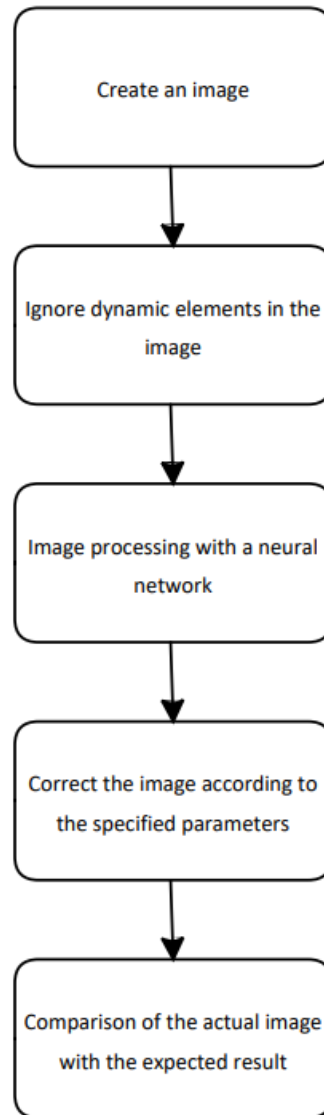 Create an image
Ignore dynamic elements in the
image
Image processing with a neural
network
Correct the image according to
the specified parameters
Comparison of the actual image
with the expected result